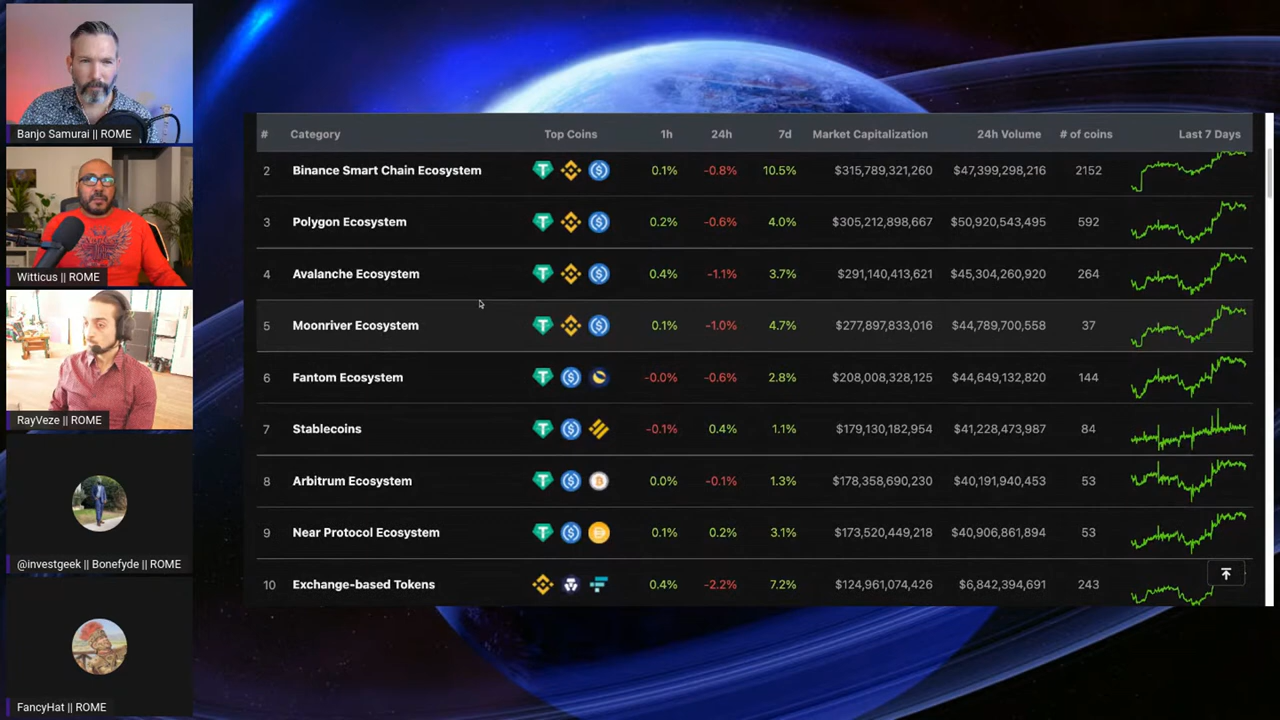 Banjo Samurai || ROME
Witticus || ROME
RayVeze || ROME
@investgeek || Bonefyde || ROME
FancyHat || ROME
# Category Top Coins 1h 24h 7d Market Capitalization 24h Volume # of coins Last 7 Days
2 Binance Smart Chain Ecosystem 0.1% -0.8% 10.5% $315,789,321,260 $47,399,298,216 2152
3 Polygon Ecosystem 0.2% -0.6% 4.0% $305,212,898,667 $50,920,543,495 592
4 Avalanche Ecosystem 0.4% -1.1% 3.7% $291,140,413,621 $45,304,260,920 264
5 Moonriver Ecosystem 0.1% -1.0% 4.7% $277,897,833,016 $44,789,700,558 37
6 Fantom Ecosystem -0.0% -0.6% 2.8% $208,008,328,125 $44,649,132,820 144
7 Stablecoins -0.1% 0.4% 1.1% $179,130,182,954 $41,228,473,987 84
8 Arbitrum Ecosystem 0.0% -0.1% 1.3% $178,358,690,230 $40,191,940,453 53
9 Near Protocol Ecosystem 0.1% 0.2% 3.1% $173,520,449,218 $40,906,861,894 53
10 Exchange-based Tokens 0.4% -2.2% 7.2% $124,961,074,426 $6,842,394,691 243